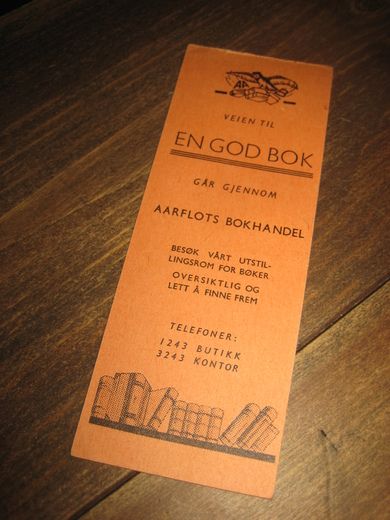 VEIEN TIL
EN GOD BOK
GÅR GJENNOM
AARFLOTS BOKHANDEL
BESØK VÅRT UTSTIL-
LINGSROM FOR BØKER
OVERSIKTLIG OG
LETT Å FINNE FREM
TELEFONER:
1243 BUTIKK
3243 KONTOR